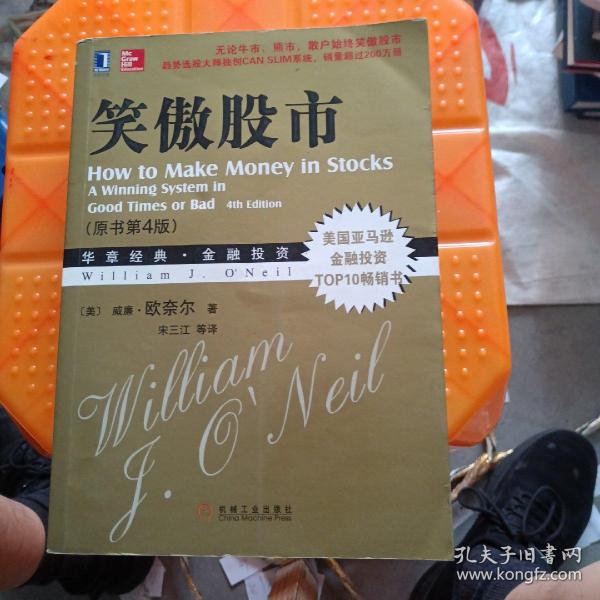 无论牛市、熊市，散户始终笑傲股市
趋势选股大师独创CAN SLIM系统，销量超过200万册
Mc
Graw
Hill
Education
笑傲股市
How to Make Money in Stocks
A Winning System in
Good Times or Bad 4th Edition
（原书第4版）
华章经典·金融投资
William J. O'Neil
美国亚马逊
金融投资
TOP10畅销书
〔美〕 威廉·欧奈尔 著
宋三江 等译
William
J. O'Neil
机械工业出版社
China Machine Press
孔夫子旧书网
www.kongfz.com